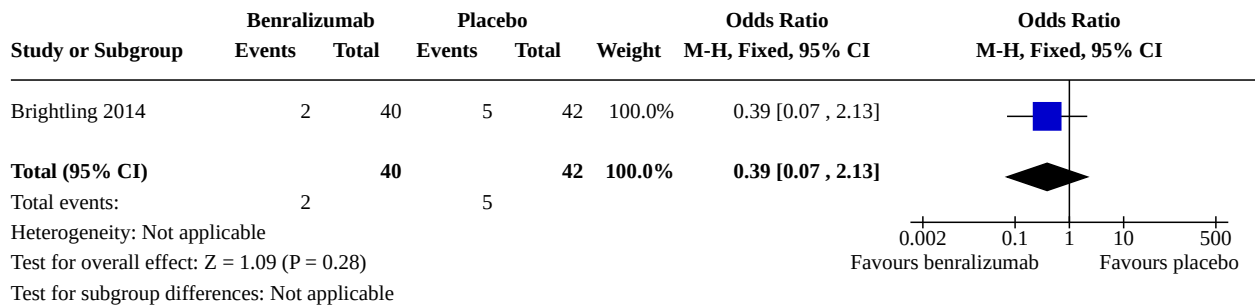 Benralizumab Placebo Odds Ratio Odds Ratio
Study or Subgroup Events Total Events Total Weight M-H, Fixed, 95% CI M-H, Fixed, 95% CI
Brightling 2014 2 40 5 42 100.0% 0.39 [0.07 , 2.13]
Total (95% CI) 40 42 100.0% 0.39 [0.07 , 2.13]
Total events: 2 5
Heterogeneity: Not applicable 0.002 0.1 1 10 500
Test for overall effect: Z = 1.09 (P = 0.28) Favours benralizumab Favours placebo
Test for subgroup differences: Not applicable